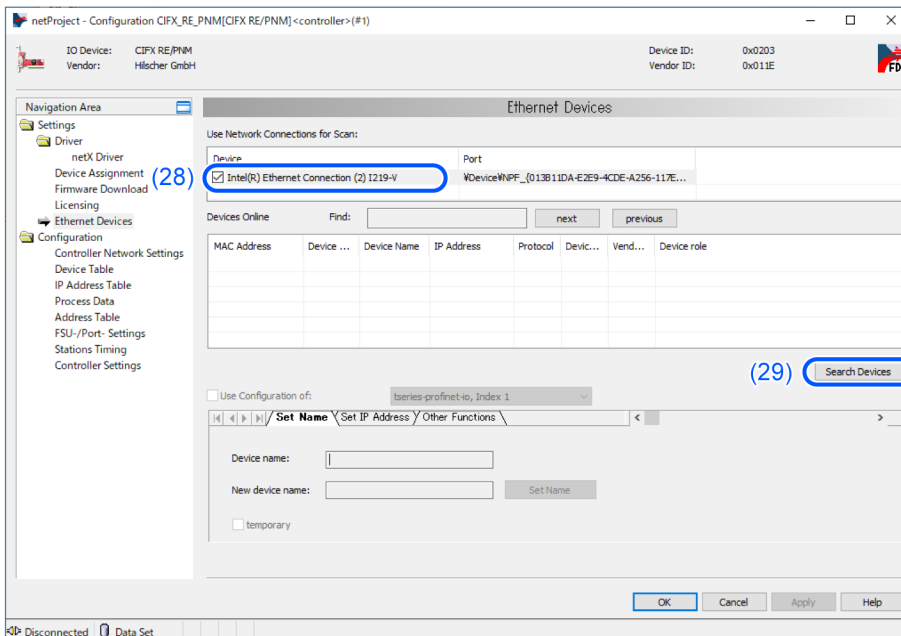 netProject - Configuration CIFX_RE_PNM[CIFX RE/PNM]<controller>(#1)
IO Device: CIFX RE/PNM Device ID: 0x0203
Vendor: Hilscher GmbH Vendor ID: 0x011E
FD
Navigation Area
Settings
Driver
netX Driver
Device Assignment
Firmware Download
Licensing
Ethernet Devices
Configuration
Controller Network Settings
Device Table
IP Address Table
Process Data
Address Table
FSU-/Port- Settings
Stations Timing
Controller Settings
Ethernet Devices
Use Network Connections for Scan:
Device Port
(28) Intel(R) Ethernet Connection (2) I219-V ¥Device¥NPF_{013B11DA-E2E9-4CDE-A256-117E...
Devices Online Find: next previous
MAC Address Device ... Device Name IP Address Protocol Devic... Vend... Device role
(29) Search Devices
Use Configuration of: tseries-profinet-io, Index 1
Set Name Set IP Address Other Functions
Device name:
New device name: Set Name
temporary
OK Cancel Apply Help
Disconnected Data Set